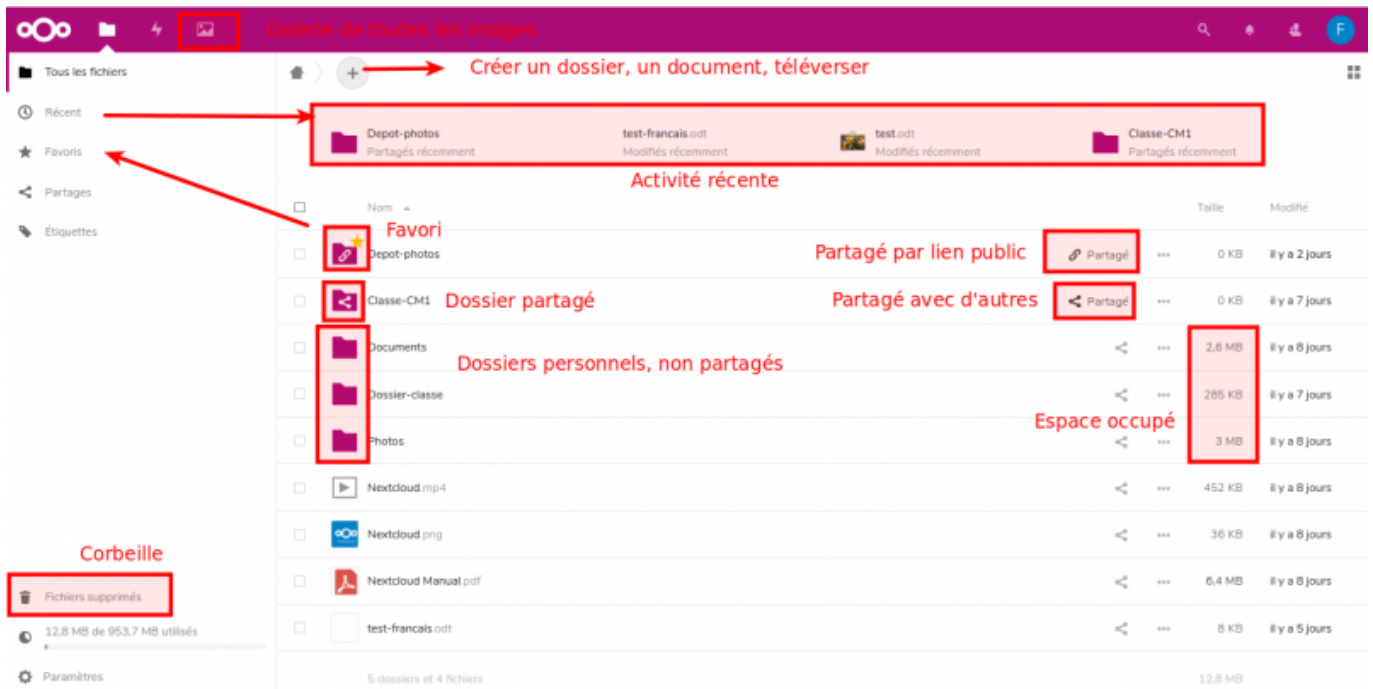 Galerie de toutes les images
F
Tous les fichiers
Créer un dossier, un document, téléverser
Récent
Favoris
Partages
Étiquettes
Depot-photos
Partagés récemment
test-francais.odt
Modifiés récemment
test.odt
Modifiés récemment
Classe-CM1
Partagés récemment
Activité récente
Nom
Taille
Modifié
Favori
Depot-photos
Partagé par lien public
Partagé
0 KB
il y a 2 jours
Classe-CM1
Dossier partagé
Partagé avec d'autres
Partagé
0 KB
il y a 7 jours
Documents
2,6 MB
il y a 8 jours
Dossiers personnels, non partagés
Dossier-classe
285 KB
il y a 7 jours
Espace occupé
Photos
3 MB
il y a 8 jours
Nextcloud.mp4
452 KB
il y a 8 jours
Nextcloud.png
36 KB
il y a 8 jours
Nextcloud Manual.pdf
6,4 MB
il y a 8 jours
test-francais.odt
8 KB
il y a 5 jours
5 dossiers et 4 fichiers
12,8 MB
Corbeille
Fichiers supprimés
12,8 MB de 953,7 MB utilisés
Paramètres